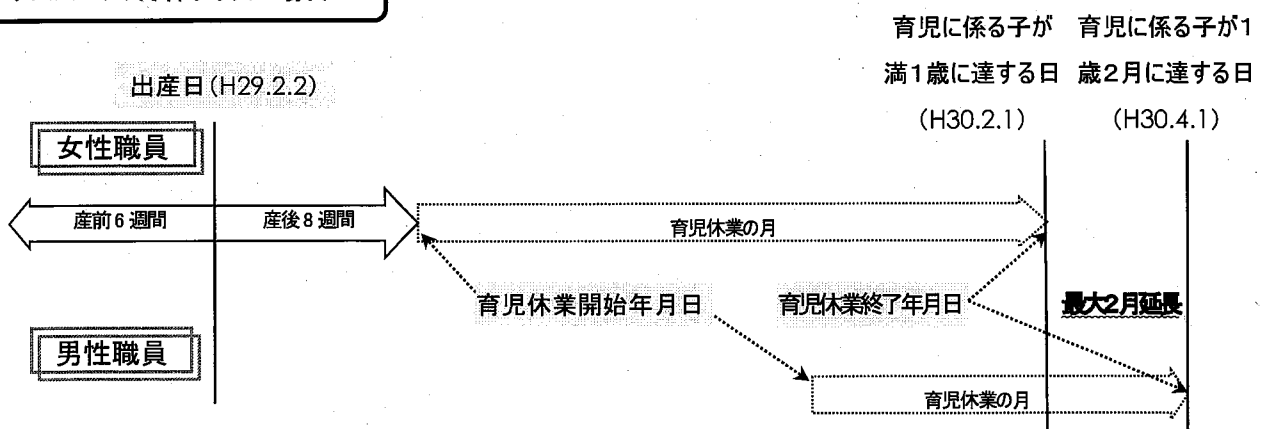 育児に係る子が 育児に係る子が1
満1歳に達する日 歳2月に達する日
出産日(H29.2.2)
(H30.2.1) (H30.4.1)
女性職員
産前6週間 産後8週間 育児休業の月
育児休業開始年月日 育児休業終了年月日 最大2月延長
男性職員
育児休業の月